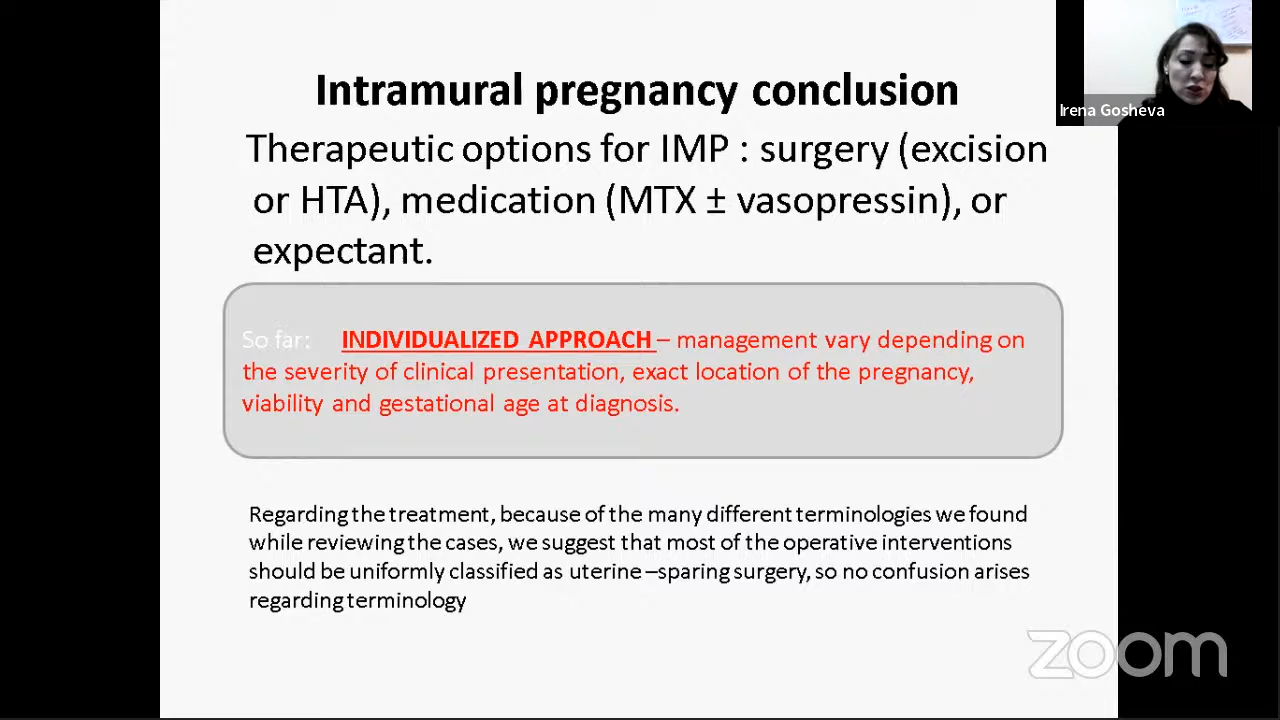 Intramural pregnancy conclusion
Irena Gosheva
Therapeutic options for IMP : surgery (excision
or HTA), medication (MTX ± vasopressin), or
expectant.
So far: INDIVIDUALIZED APPROACH – management vary depending on
the severity of clinical presentation, exact location of the pregnancy,
viability and gestational age at diagnosis.
Regarding the treatment, because of the many different terminologies we found
while reviewing the cases, we suggest that most of the operative interventions
should be uniformly classified as uterine –sparing surgery, so no confusion arises
regarding terminology
zoom